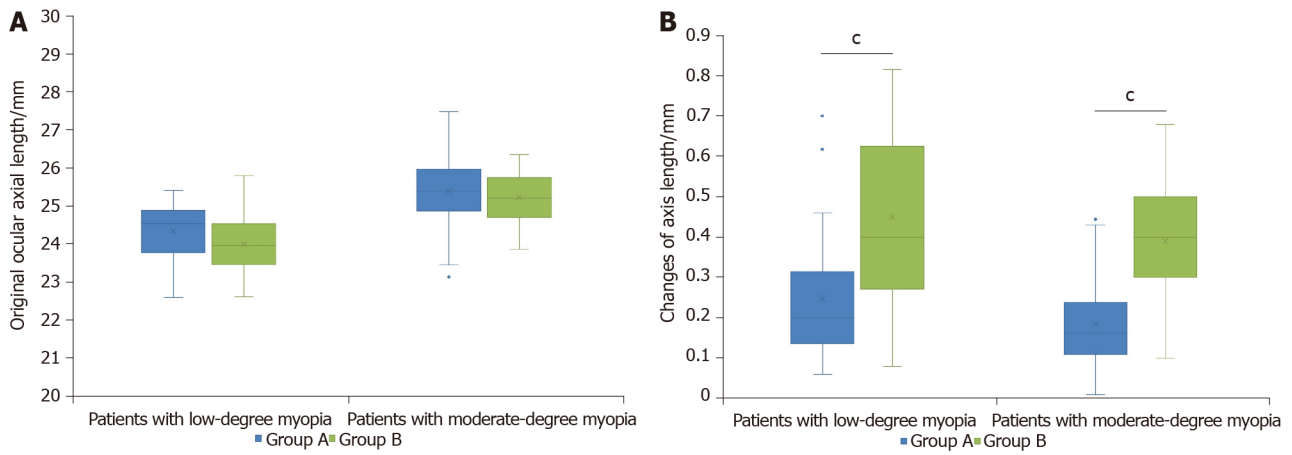 A
Original ocular axial length/mm
30
29
28
27
26
25
24
23
22
21
20
Patients with low-degree myopia
Patients with moderate-degree myopia
Group A
Group B
B
Changes of axis length/mm
0.9
0.8
0.7
0.6
0.5
0.4
0.3
0.2
0.1
0
c
c
Patients with low-degree myopia
Patients with moderate-degree myopia
Group A
Group B